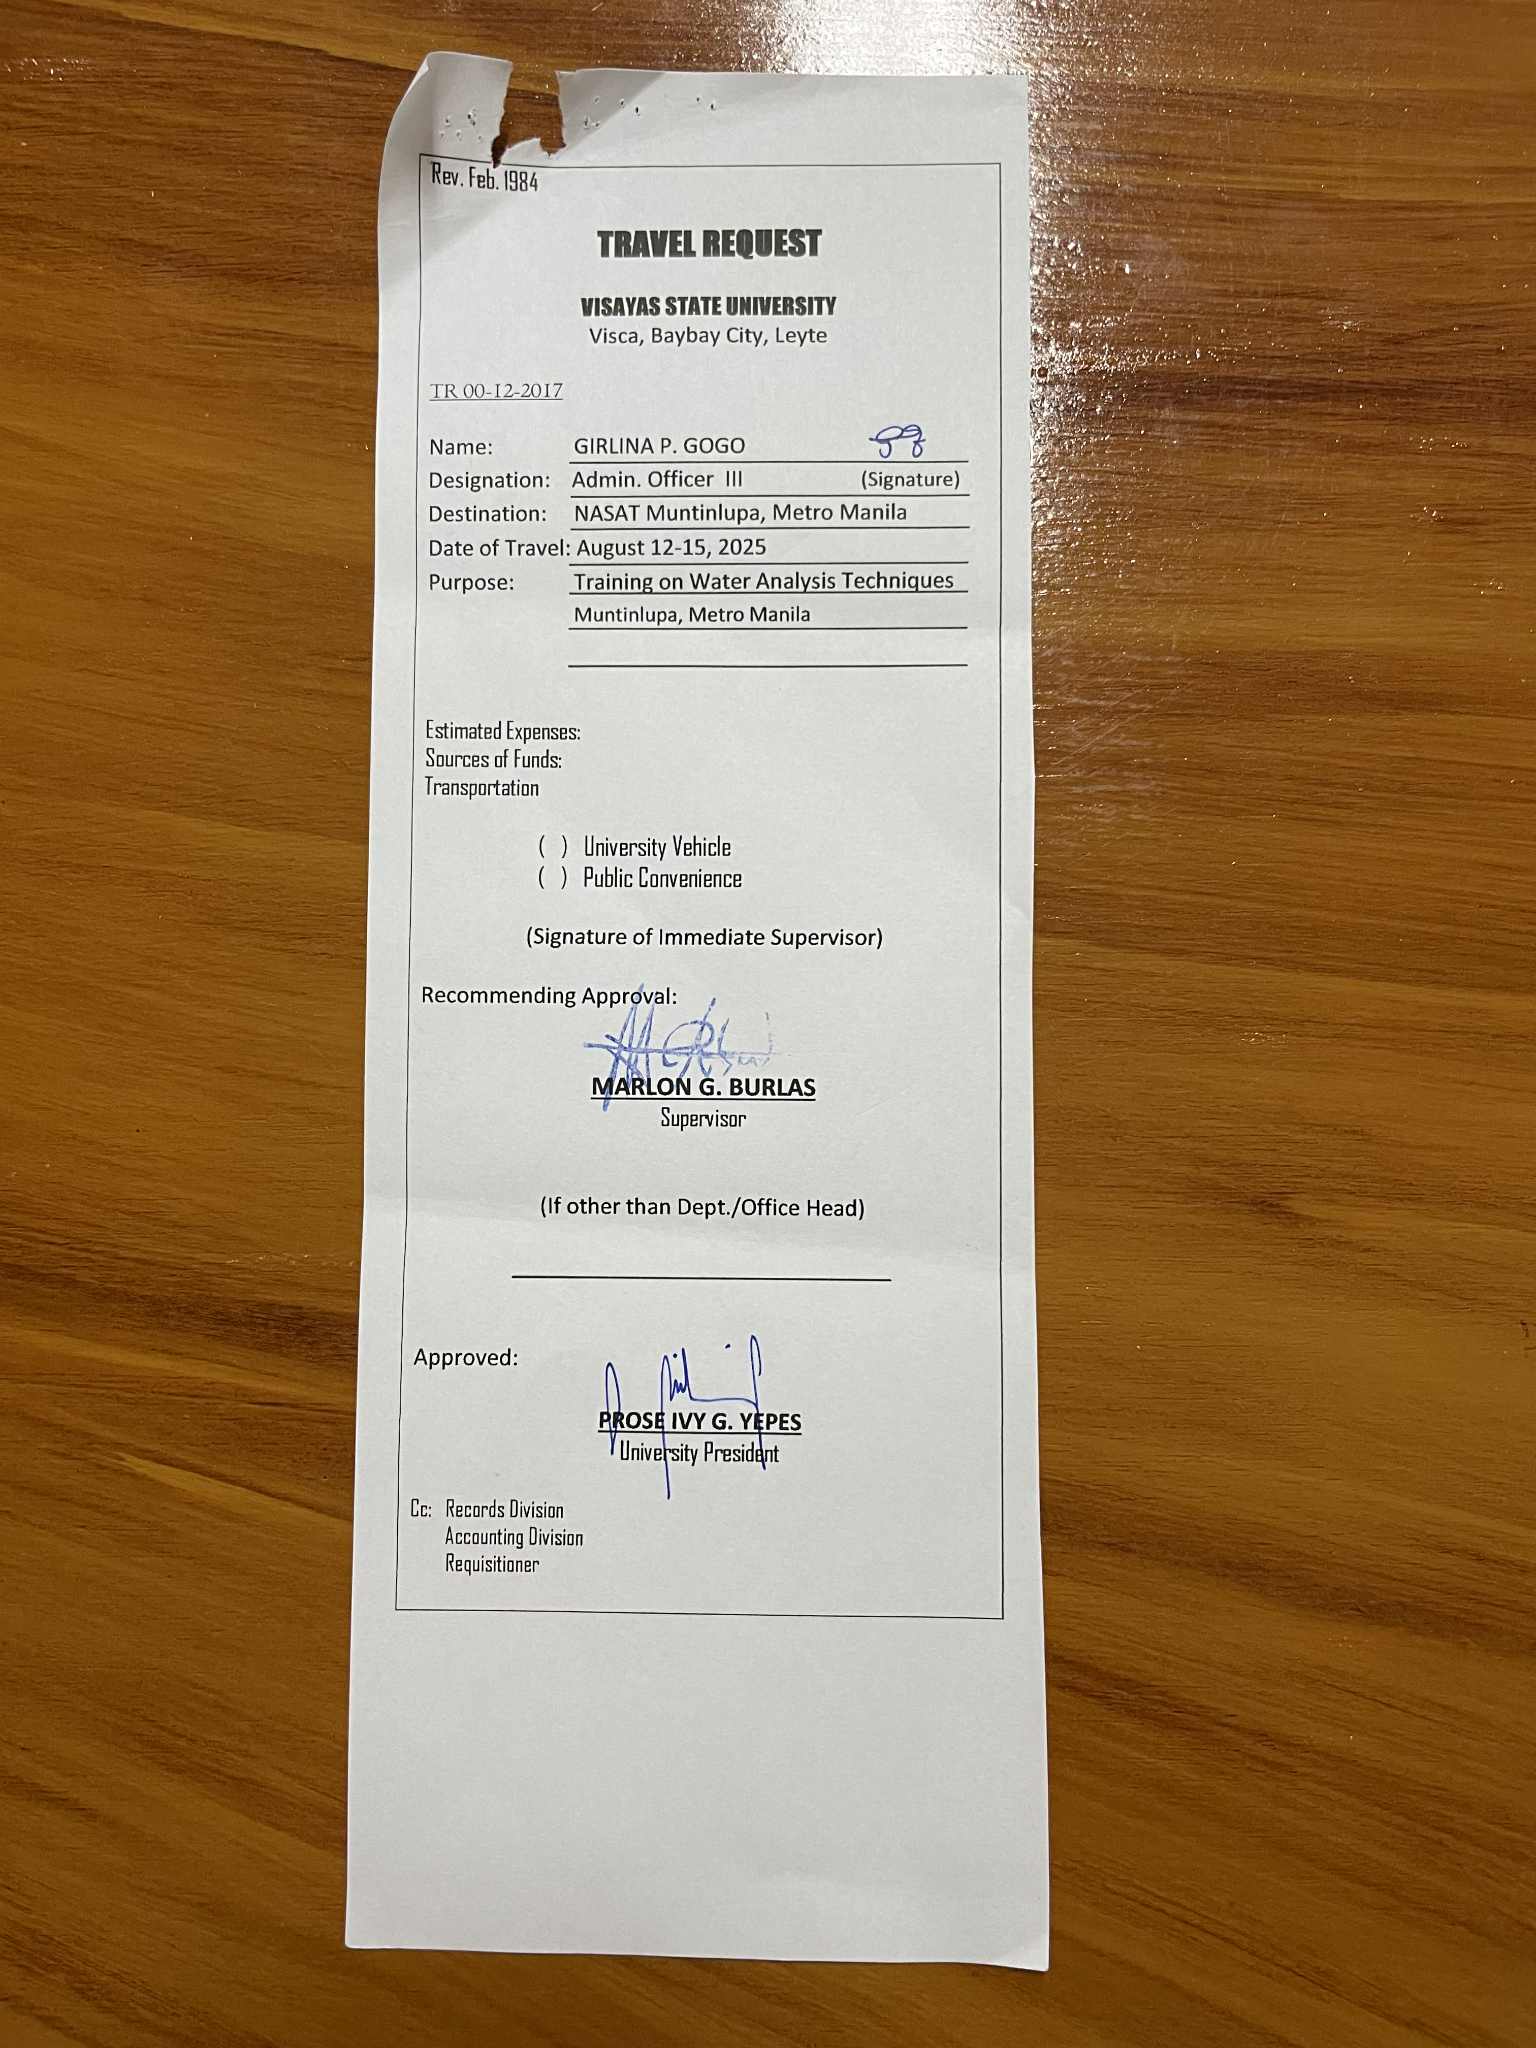 Rev. Feb. 1984
TRAVEL REQUEST
VISAYAS STATE UNIVERSITY
Visca, Baybay City, Leyte
TR 00-12-2017
Name: GIRLINA P. GOGO
Designation: Admin. Officer III (Signature)
Destination: NASAT Muntinlupa, Metro Manila
Date of Travel: August 12-15, 2025
Purpose: Training on Water Analysis Techniques
Muntinlupa, Metro Manila
Estimated Expenses:
Sources of Funds:
Transportation
( ) University Vehicle
( ) Public Convenience
(Signature of Immediate Supervisor)
Recommending Approval:
MARLON G. BURLAS
Supervisor
(If other than Dept./Office Head)
Approved:
PROSE IVY G. YEPES
University President
Cc: Records Division
Accounting Division
Requisitioner